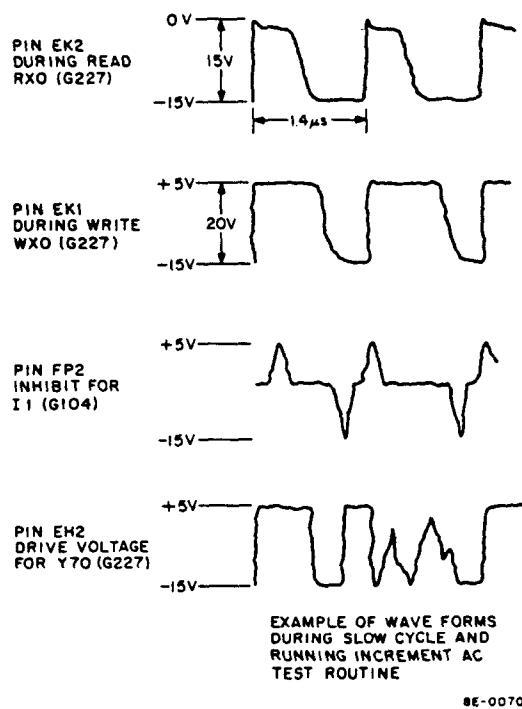 0 V
PIN EK2
DURING READ
RXO (G227)
15V
-15V
1.4μs
+5V
PIN EK1
DURING WRITE
WXO (G227)
20V
-15V
+5V
PIN FP2
INHIBIT FOR
I1 (G104)
-15V
+5V
PIN EH2
DRIVE VOLTAGE
FOR Y70 (G227)
-15V
EXAMPLE OF WAVE FORMS
DURING SLOW CYCLE AND
RUNNING INCREMENT AC
TEST ROUTINE
8E-0070